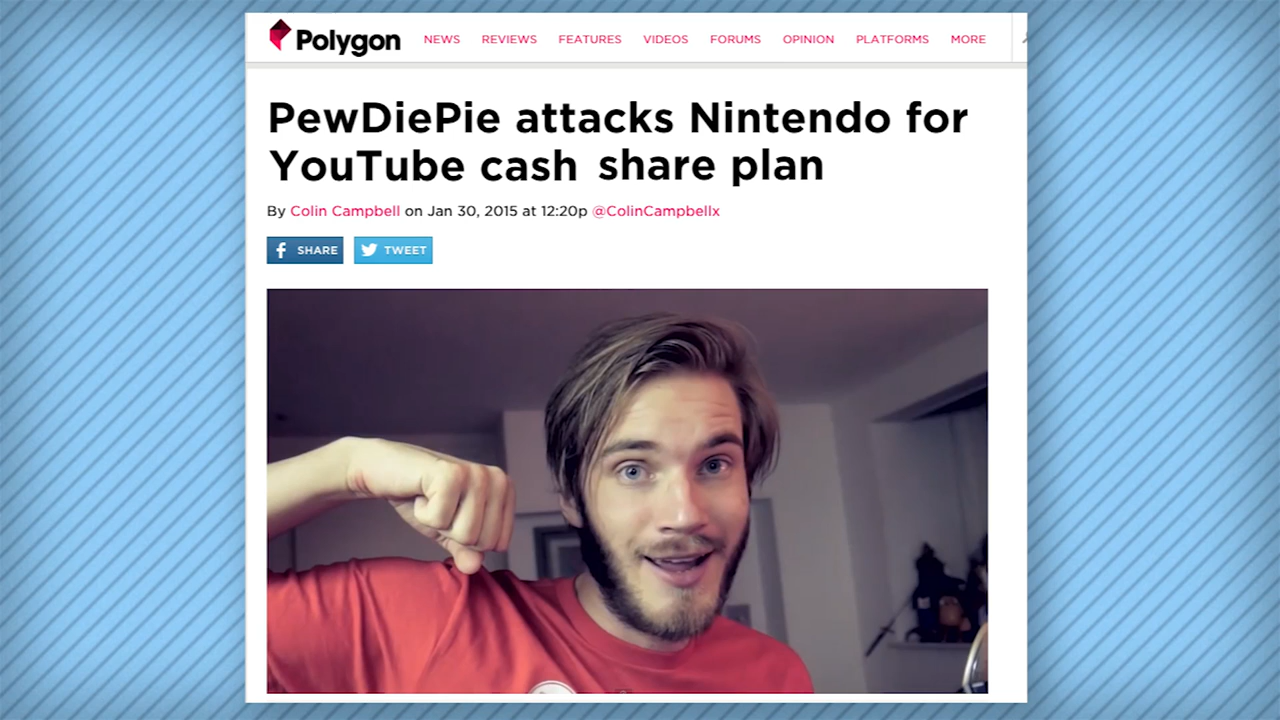 Polygon NEWS REVIEWS FEATURES VIDEOS FORUMS OPINION PLATFORMS MORE
PewDiePie attacks Nintendo for
YouTube cash share plan
By Colin Campbell on Jan 30, 2015 at 12:20p @ColinCampbellx
SHARE TWEET